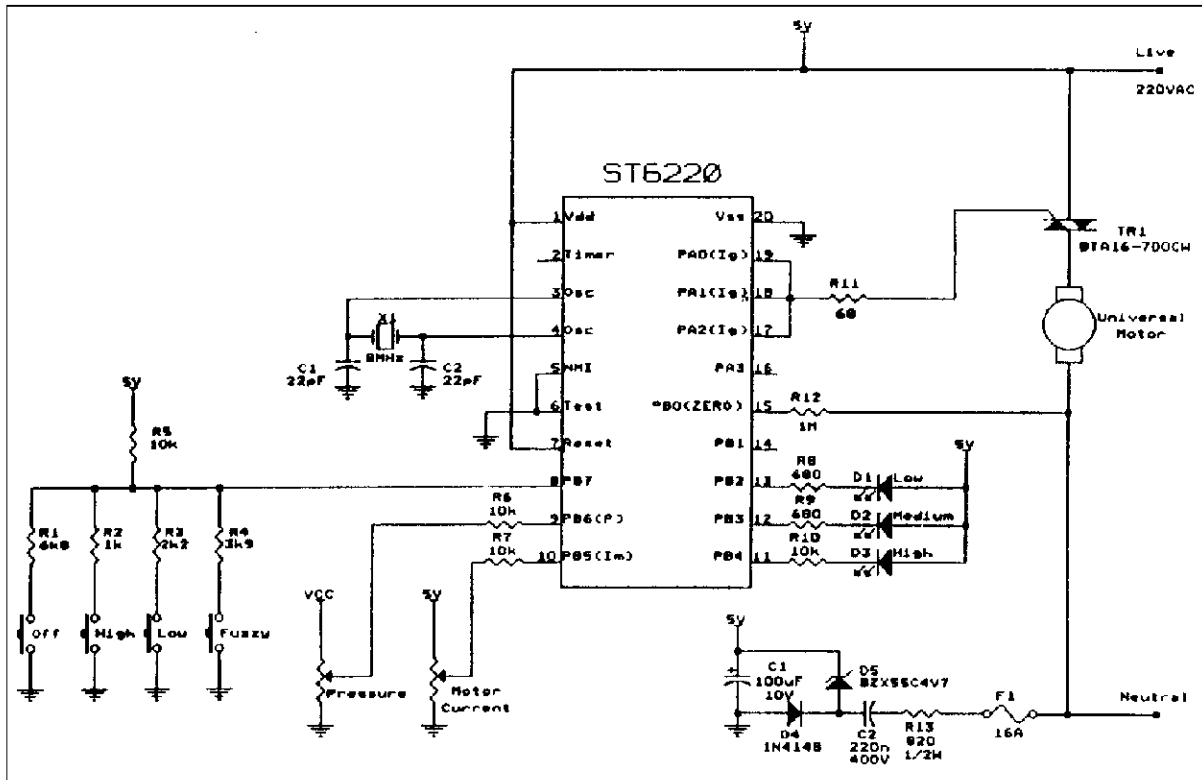 5V
Live
220VAC
ST6220
1 Vdd
Vss 20
2 Timer
PA0(Ig) 19
3 Osc
PA1(Ig) 18
4 Osc
PA2(Ig) 17
5 NMI
PA3 16
6 Test
PB0(ZERO) 15
7 Reset
PB1 14
8 PB7
PB2 13
9 PB6(P)
PB3 12
10 PB5(Im)
PB4 11
TR1
BTA16-700CW
R11
68
Universal
Motor
X1
8MHz
C1
22pF
C2
22pF
R12
1M
5V
R5
10k
5V
R8
680
D1 Low
R9
680
D2 Medium
R10
10k
D3 High
R6
10k
R7
10k
R1
6k8
R2
1k
R3
2k2
R4
3k9
Off
High
Low
Fuzzy
VCC
Pressure
5V
Motor
Current
5V
+
C1
100uF
10V
D5
BZX55C4V7
D4
1N4148
C2
220n
400V
R13
820
1/2W
F1
16A
Neutral